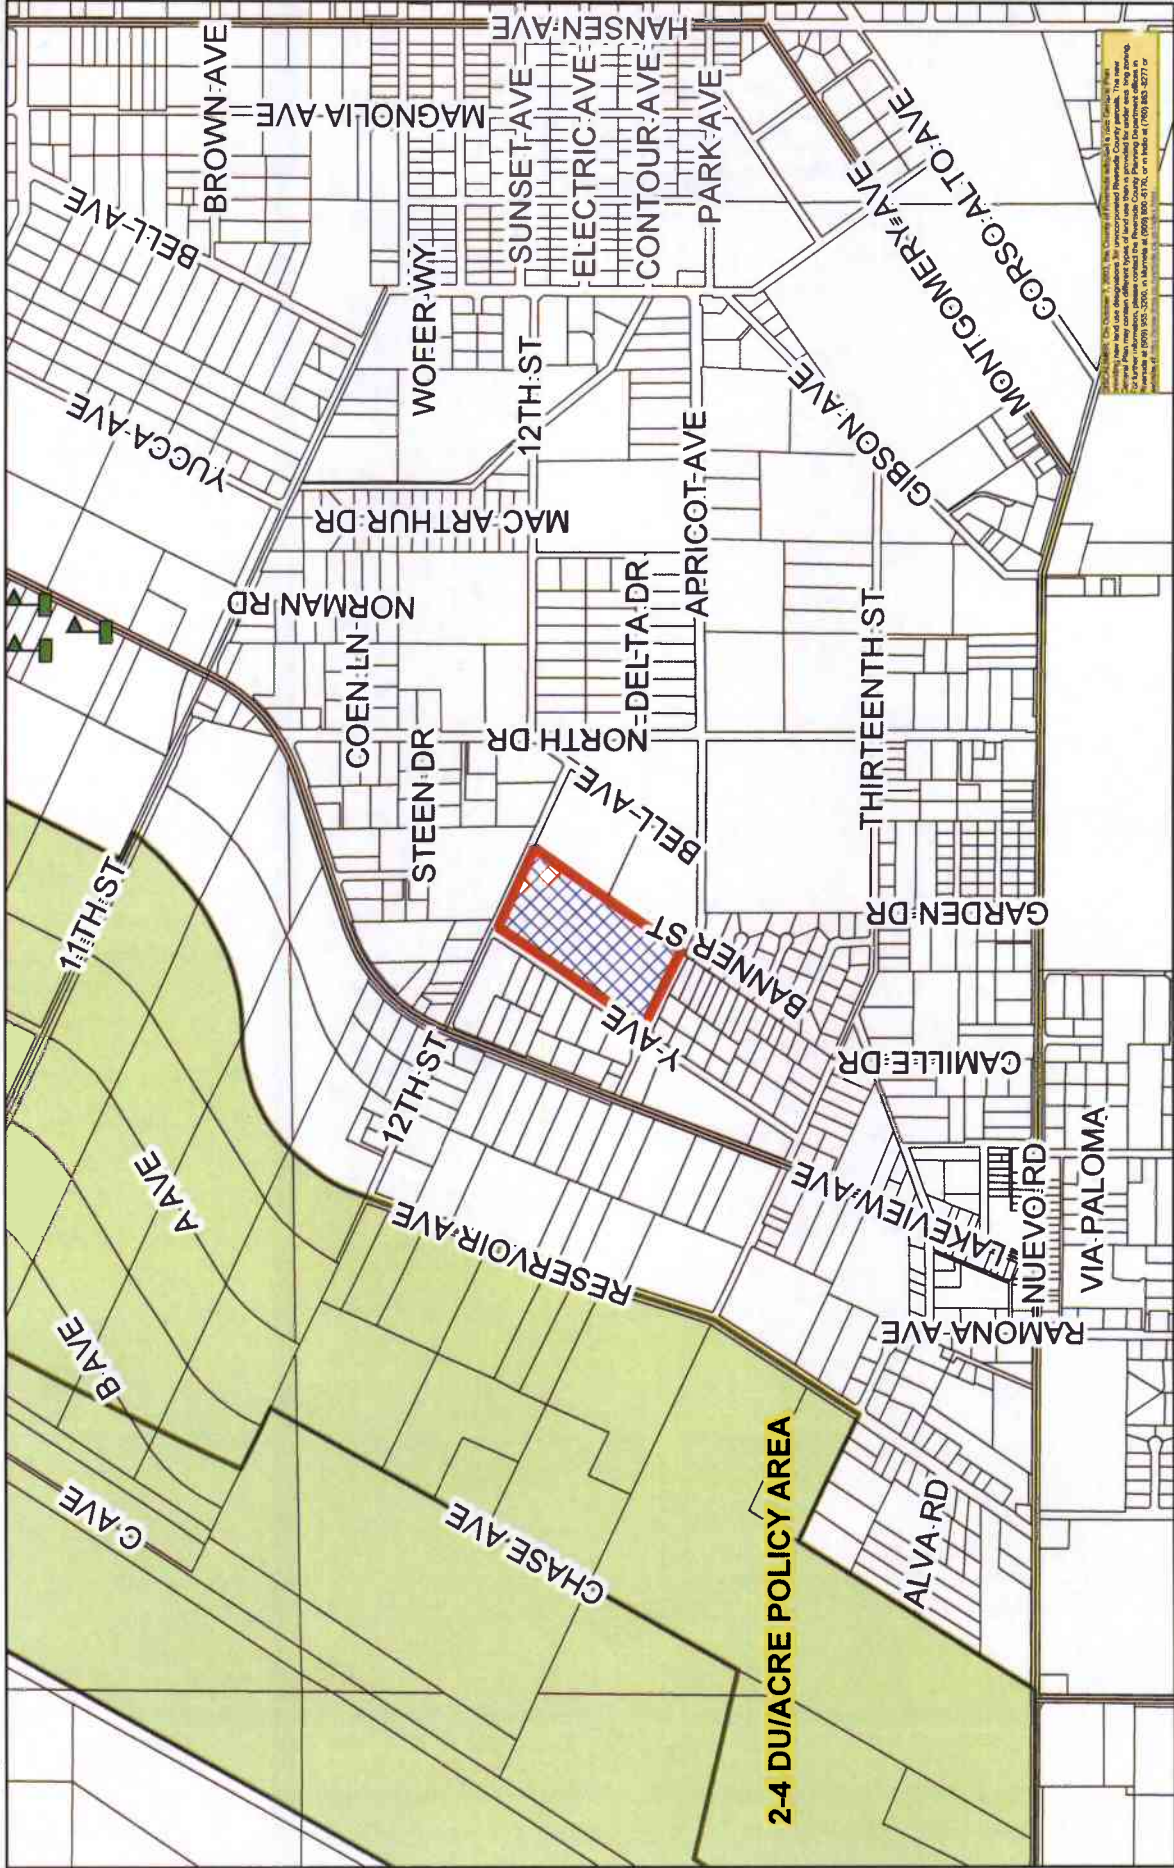 HANSEN AVE
BROWN AVE
MAGNOLIA AVE
BELL AVE
SUNSET AVE
ELECTRIC AVE
CONTOUR AVE
PARK AVE
CORSO ALTO AVE
MONTGOMERY AVE
YUCCA AVE
WOFER WY
12TH ST
GIBSON AVE
MAC ARTHUR DR
APRICOT AVE
NORMAN RD
COEN LN
DELTA DR
THIRTEENTH ST
NORTH DR
STEEN DR
BELL AVE
11TH ST
GARDEN DR
BANNER ST
Y AVE
12TH ST
CAMILLE DR
A AVE
RESERVOIR AVE
LAKEVIEW AVE
NUEVO RD
VIA PALOMA
RAMONA AVE
B AVE
C AVE
CHASE AVE
ALVA RD
2-4 DU/ACRE POLICY AREA